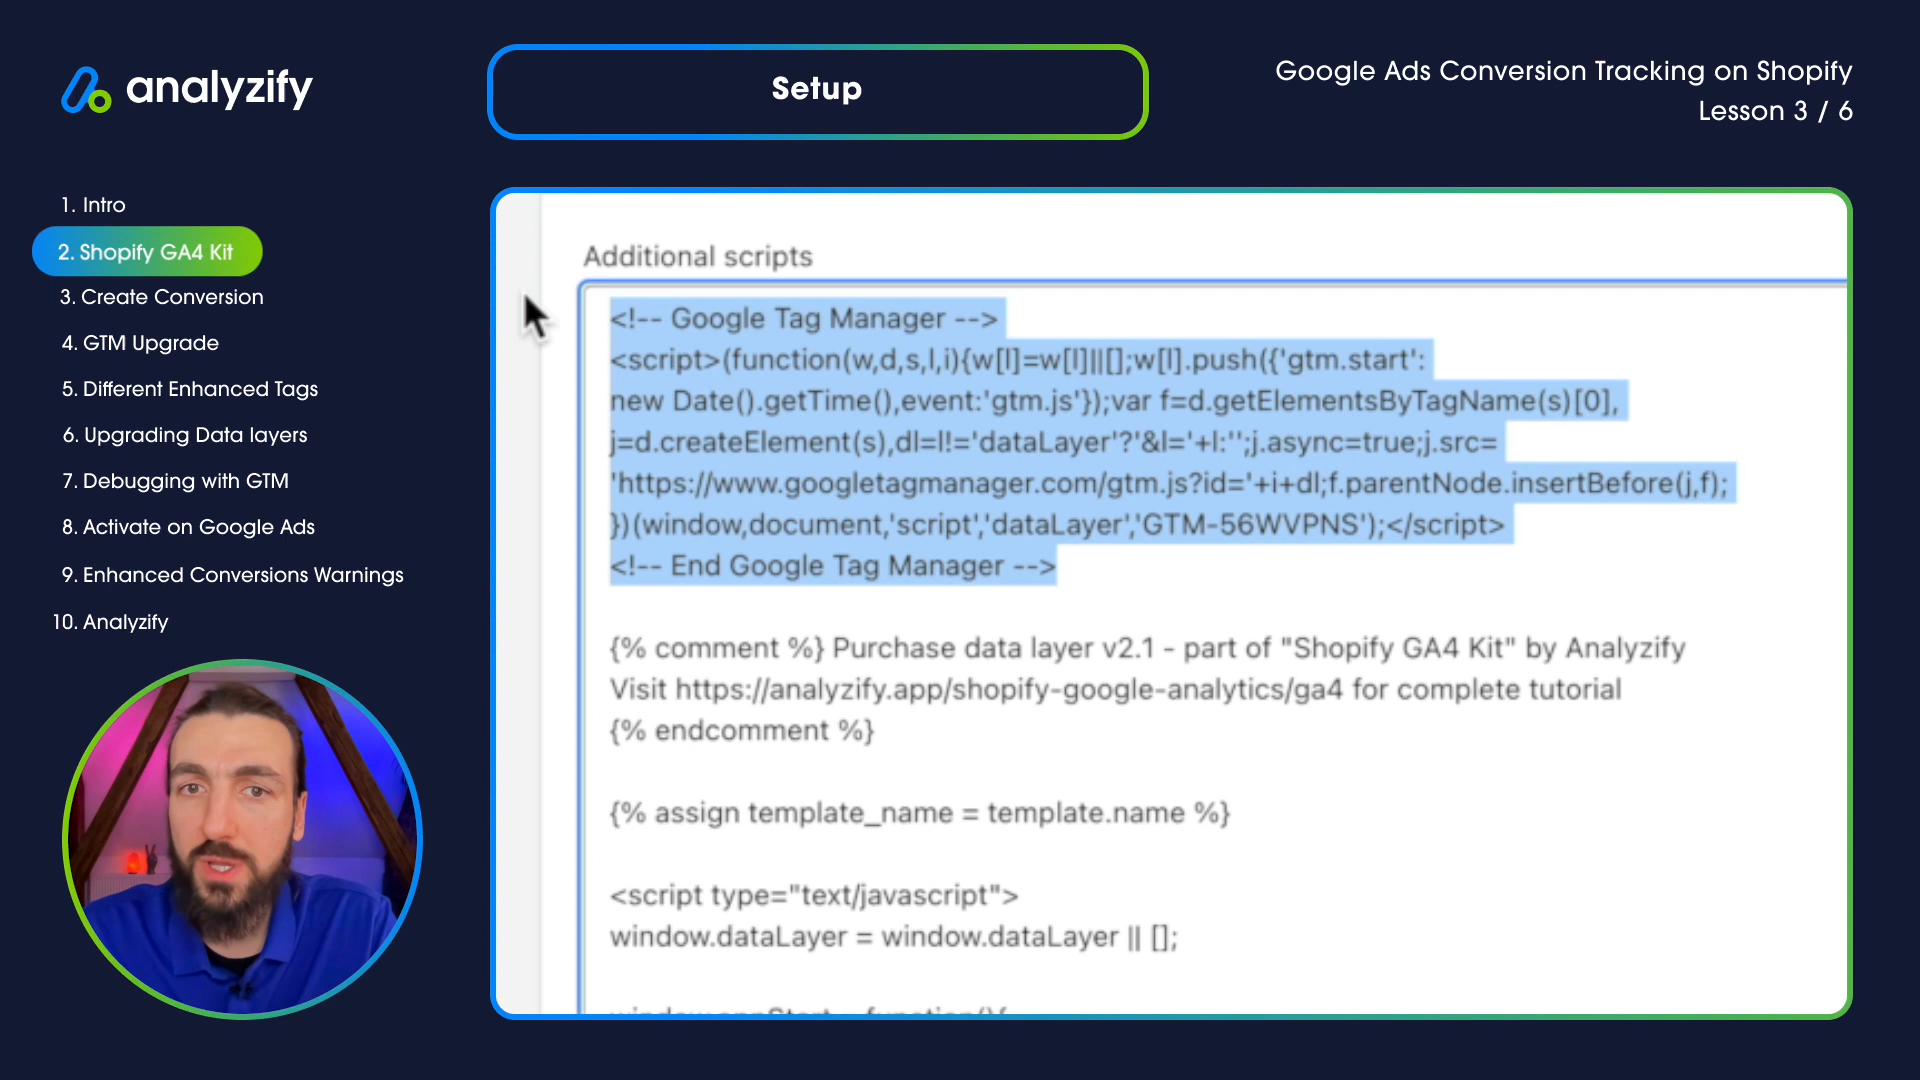 analyzify
Setup
Google Ads Conversion Tracking on Shopify
Lesson 3 / 6
1. Intro
2. Shopify GA4 Kit
3. Create Conversion
4. GTM Upgrade
5. Different Enhanced Tags
6. Upgrading Data layers
7. Debugging with GTM
8. Activate on Google Ads
9. Enhanced Conversions Warnings
10. Analyzify
Additional scripts
<!-- Google Tag Manager -->
<script>(function(w,d,s,l,i){w[l]=w[l]||[];w[l].push({'gtm.start':
new Date().getTime(),event:'gtm.js'});var f=d.getElementsByTagName(s)[0],
j=d.createElement(s),dl=l!='dataLayer'?'&l='+l:'';j.async=true;j.src=
'https://www.googletagmanager.com/gtm.js?id='+i+dl;f.parentNode.insertBefore(j,f);
})(window,document,'script','dataLayer','GTM-56WVPNS');</script>
<!-- End Google Tag Manager -->
{% comment %} Purchase data layer v2.1 - part of "Shopify GA4 Kit" by Analyzify
Visit https://analyzify.app/shopify-google-analytics/ga4 for complete tutorial
{% endcomment %}
{% assign template_name = template.name %}
<script type="text/javascript">
window.dataLayer = window.dataLayer || [];